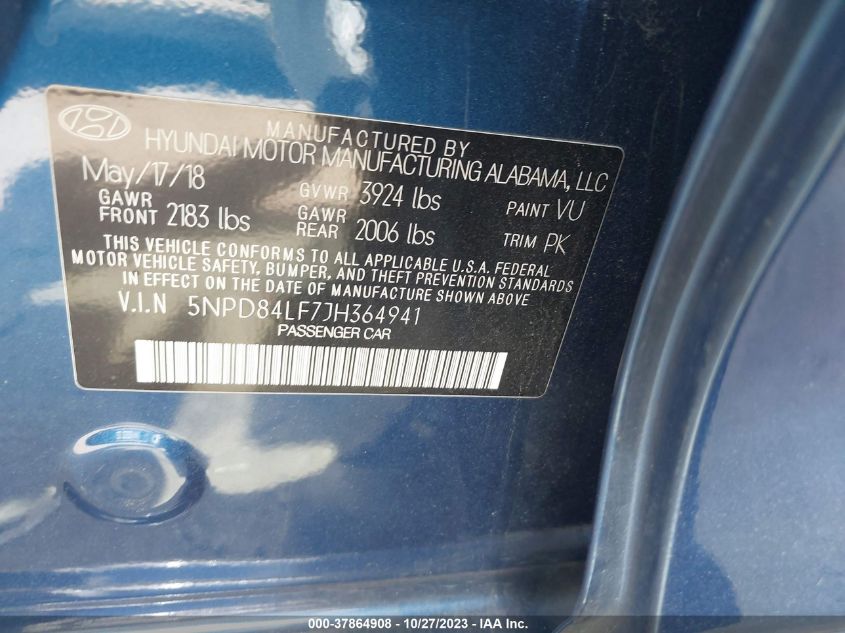 MANUFACTURED BY
HYUNDAI MOTOR MANUFACTURING ALABAMA, LLC
May/17/18 GVWR 3924 lbs PAINT VU
GAWR FRONT 2183 lbs GAWR REAR 2006 lbs TRIM PK
THIS VEHICLE CONFORMS TO ALL APPLICABLE U.S.A. FEDERAL
MOTOR VEHICLE SAFETY, BUMPER, AND THEFT PREVENTION STANDARDS
IN EFFECT ON THE DATE OF MANUFACTURE SHOWN ABOVE
V.I.N 5NPD84LF7JH364941
PASSENGER CAR
000-37864908 - 10/27/2023 - IAA Inc.